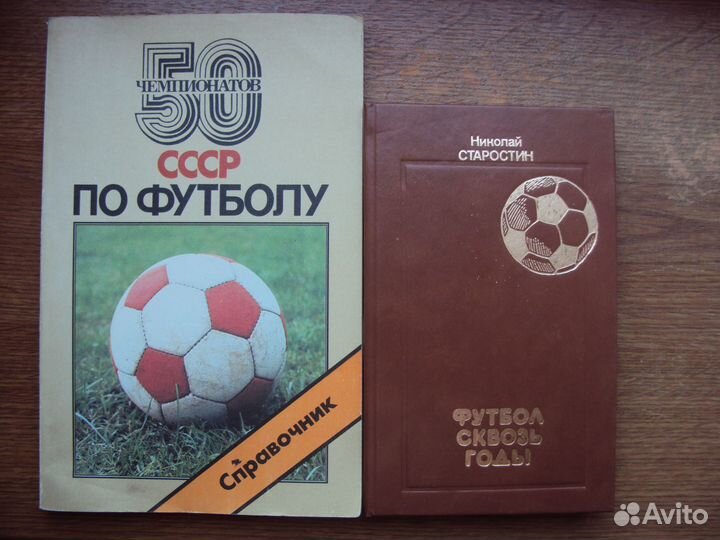 50
ЧЕМПИОНАТОВ
СССР
ПО ФУТБОЛУ
Справочник
Николай
СТАРОСТИН
ФУТБОЛ
СКВОЗЬ
ГОДЫ
Avito